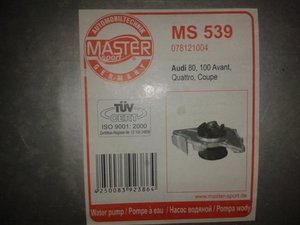 AUTOMOBILTECHNIK
MASTER
sport
GERMANY
MS 539
078121004
Audi 80, 100 Avant,
Quattro, Coupe
TÜV
CERT
ISO 9001: 2000
4250083923864
www.master-sport.de
Water pump / Pompe à eau / Насос водяной / Pompa wody